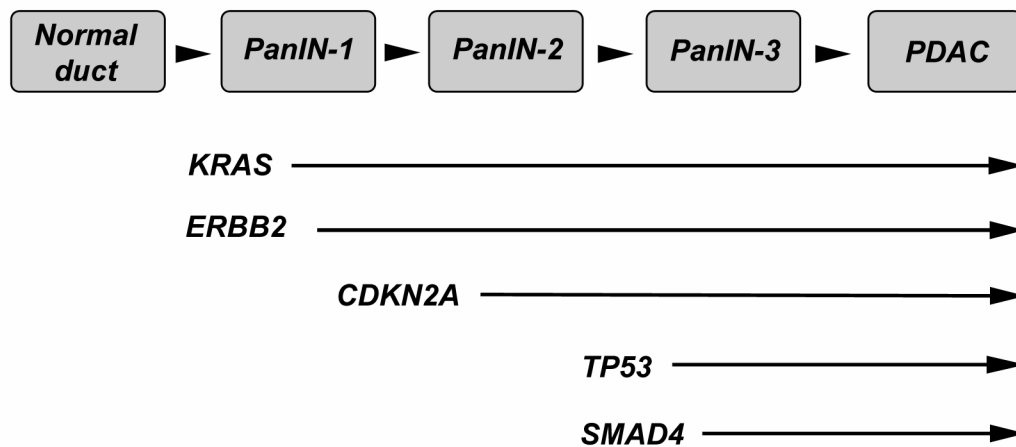 Normal
duct
PanIN-1
PanIN-2
PanIN-3
PDAC
KRAS
ERBB2
CDKN2A
TP53
SMAD4